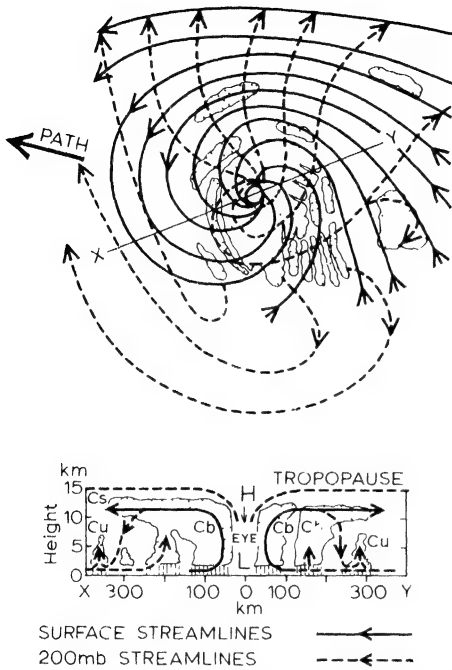 PATH
X
Y
km
15
10
5
0
Height
H
TROPOPAUSE
Cs
Cu
Cb
EYE
Cb
Cu
L
X 300 100 0 100 300 Y
km
SURFACE STREAMLINES
200mb STREAMLINES